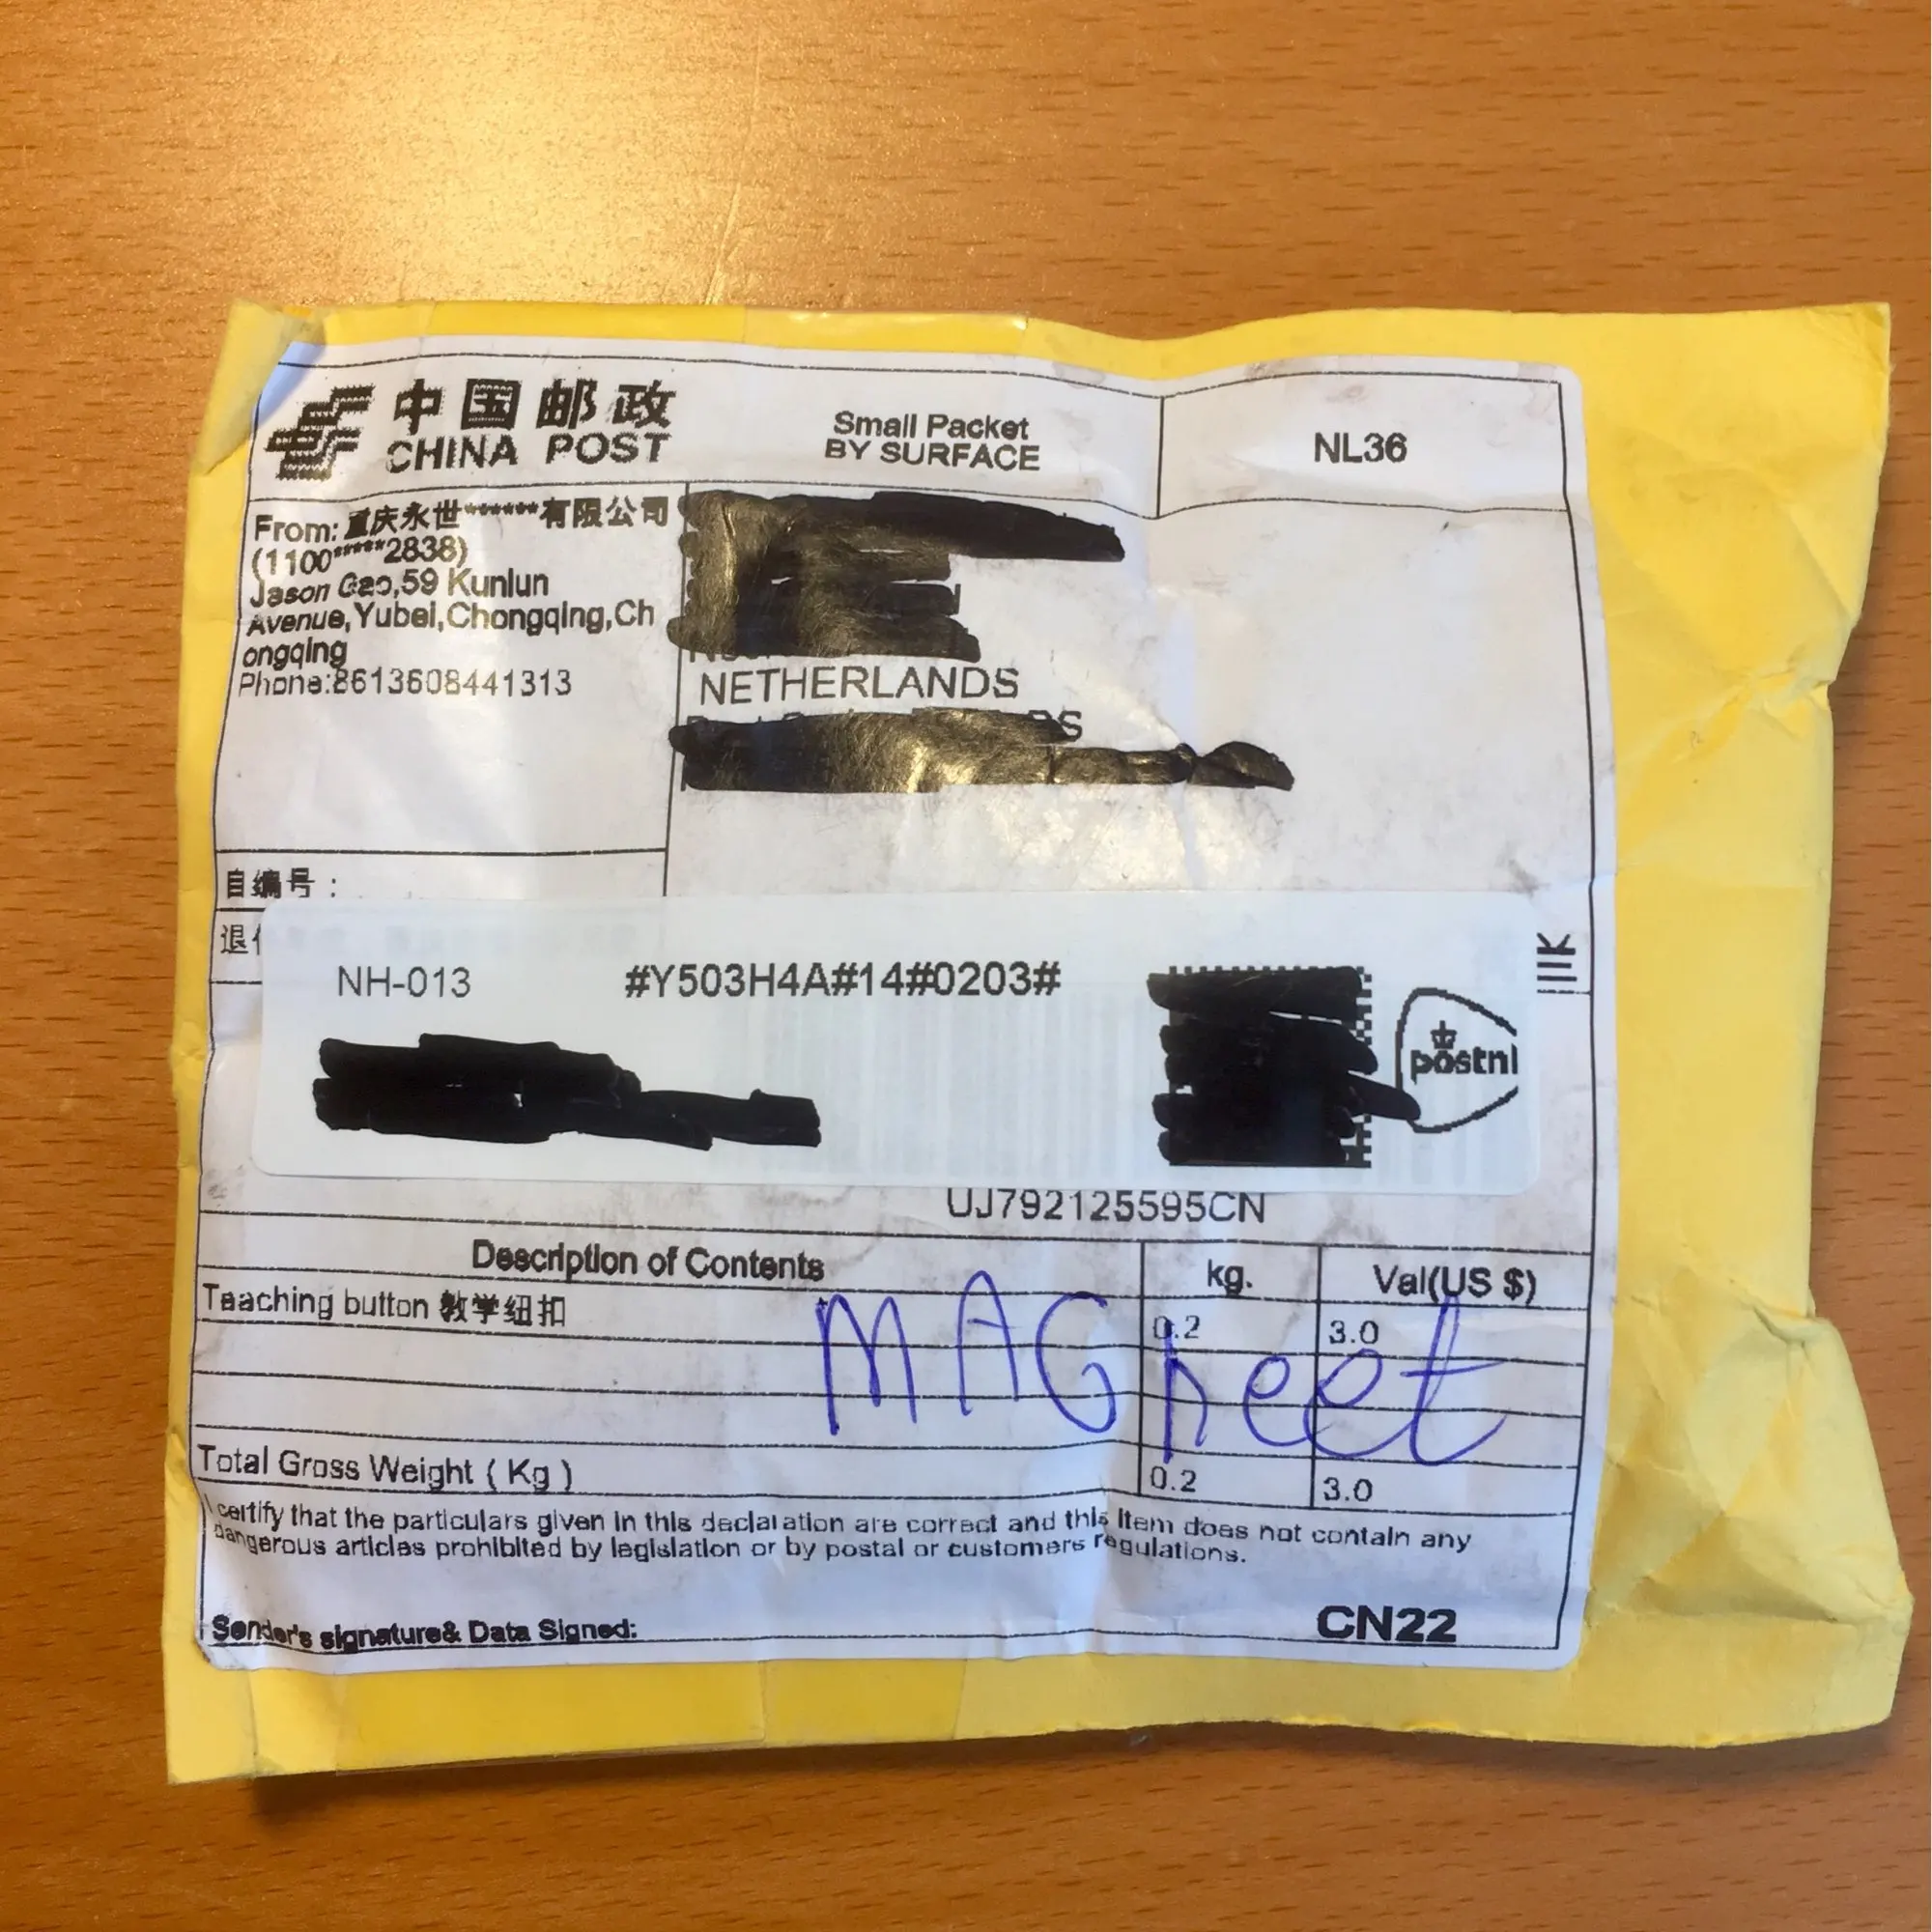 中国邮政
CHINA POST
Small Packet
BY SURFACE
NL36
From: 重庆永世******有限公司
(1100*****2838)
Jason Gao,59 Kunlun
Avenue,Yubei,Chongqing,Ch
ongqing
Phone:8613608441313
NETHERLANDS
自编号:
退
NH-013 #Y503H4A#14#0203#
postnl
UJ792125595CN
Description of Contents kg. Val(US $)
Teaching button 教学纽扣 0.2 3.0
MAGneet
Total Gross Weight ( Kg ) 0.2 3.0
I certify that the particulars given in this declaration are correct and this item does not contain any
dangerous articles prohibited by legislation or by postal or customers regulations.
Sender's signature& Data Signed:
CN22